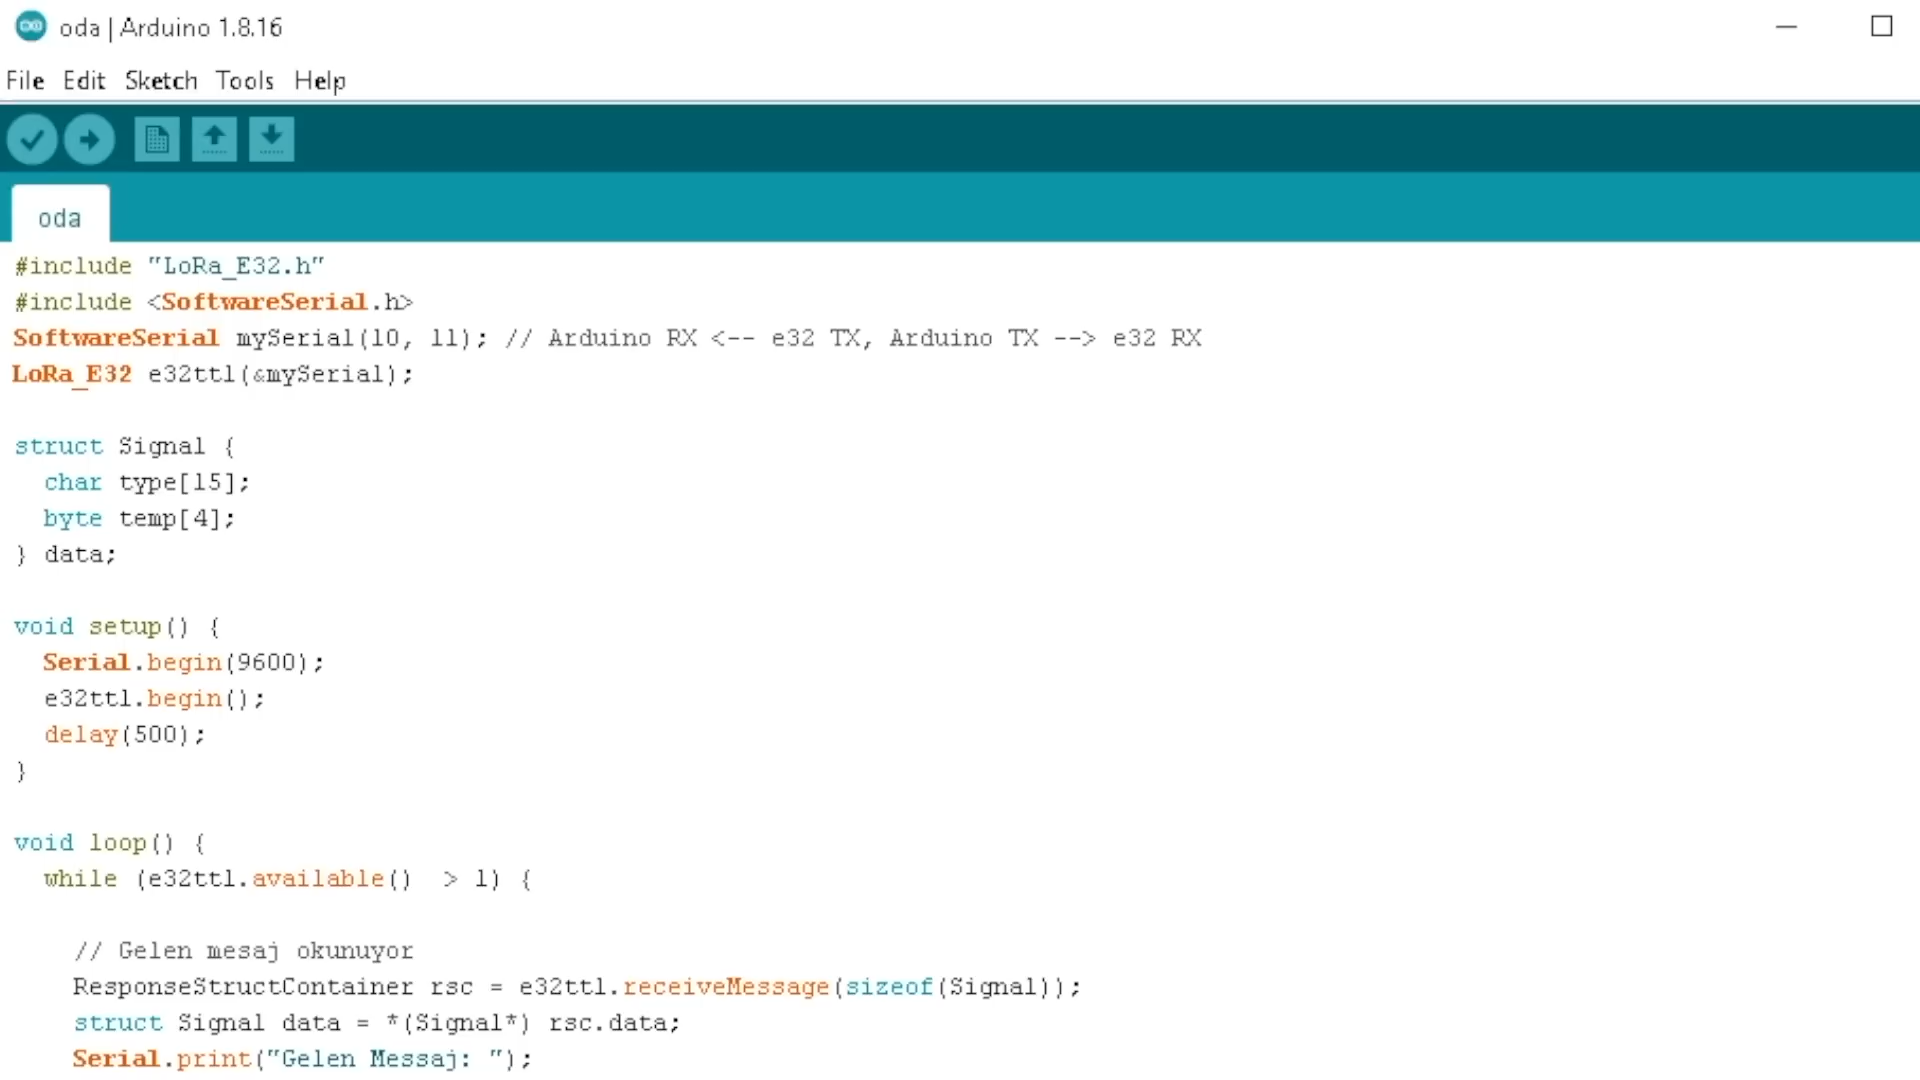 oda | Arduino 1.8.16
File Edit Sketch Tools Help
oda
#include "LoRa_E32.h"
#include <SoftwareSerial.h>
SoftwareSerial mySerial(10, 11); // Arduino RX <-- e32 TX, Arduino TX --> e32 RX
LoRa_E32 e32ttl(&mySerial);
struct Signal {
  char type[15];
  byte temp[4];
} data;
void setup() {
  Serial.begin(9600);
  e32ttl.begin();
  delay(500);
}
void loop() {
  while (e32ttl.available()  > 1) {
    // Gelen mesaj okunuyor
    ResponseStructContainer rsc = e32ttl.receiveMessage(sizeof(Signal));
    struct Signal data = *(Signal*) rsc.data;
    Serial.print("Gelen Messaj: ");